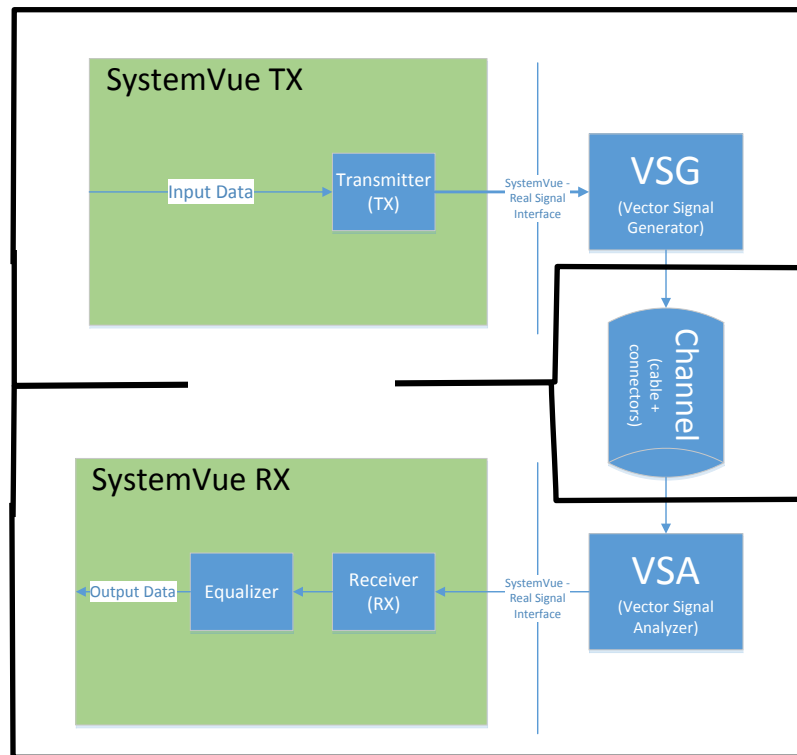 SystemVue TX
Input Data
Transmitter
(TX)
SystemVue -
Real Signal
Interface
VSG
(Vector Signal
Generator)
Channel
(cable +
connectors)
SystemVue RX
Output Data
Equalizer
Receiver
(RX)
SystemVue -
Real Signal
Interface
VSA
(Vector Signal
Analyzer)